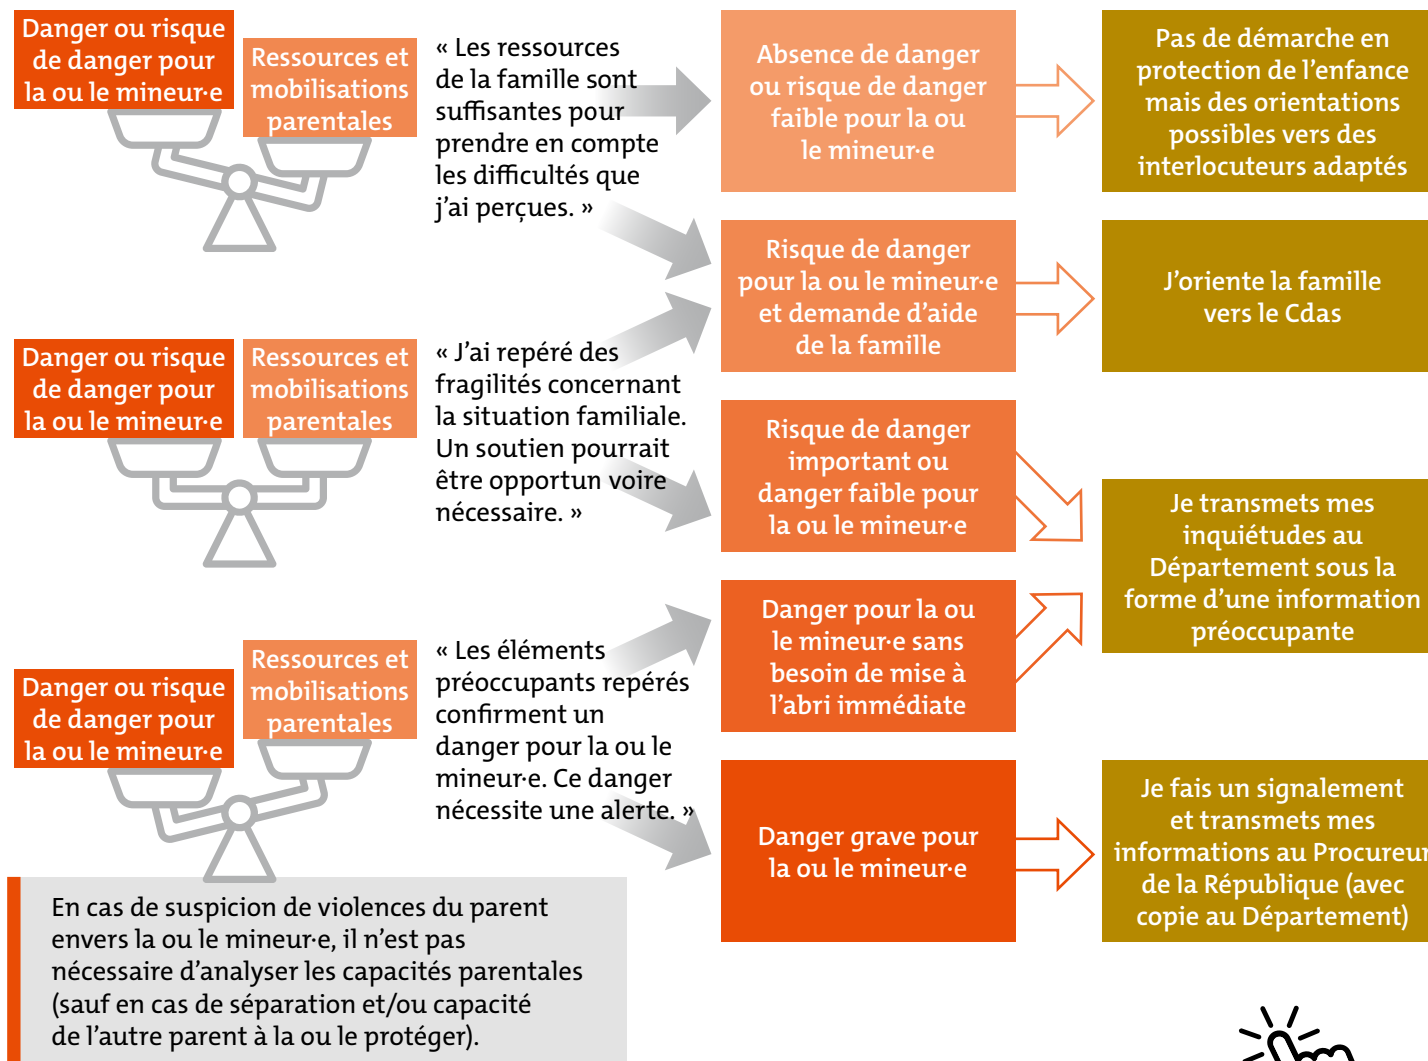 Danger ou risque
de danger pour
la ou le mineur·e
Ressources et
mobilisations
parentales
« Les ressources
de la famille sont
suffisantes pour
prendre en compte
les difficultés que
j’ai perçues. »
Absence de danger
ou risque de danger
faible pour la ou
le mineur·e
Pas de démarche en
protection de l’enfance
mais des orientations
possibles vers des
interlocuteurs adaptés
Risque de danger
pour la ou le mineur·e
et demande d’aide
de la famille
J’oriente la famille
vers le Cdas
Danger ou risque
de danger pour
la ou le mineur·e
Ressources et
mobilisations
parentales
« J’ai repéré des
fragilités concernant
la situation familiale.
Un soutien pourrait
être opportun voire
nécessaire. »
Risque de danger
important ou
danger faible pour
la ou le mineur·e
Je transmets mes
inquiétudes au
Département sous la
forme d’une information
préoccupante
Danger pour la ou
le mineur·e sans
besoin de mise à
l’abri immédiate
Danger ou risque
de danger pour
la ou le mineur·e
Ressources et
mobilisations
parentales
« Les éléments
préoccupants repérés
confirment un
danger pour la ou le
mineur·e. Ce danger
nécessite une alerte. »
Danger grave pour
la ou le mineur·e
Je fais un signalement
et transmets mes
informations au Procureur
de la République (avec
copie au Département)
En cas de suspicion de violences du parent
envers la ou le mineur·e, il n’est pas
nécessaire d’analyser les capacités parentales
(sauf en cas de séparation et/ou capacité
de l’autre parent à la ou le protéger).